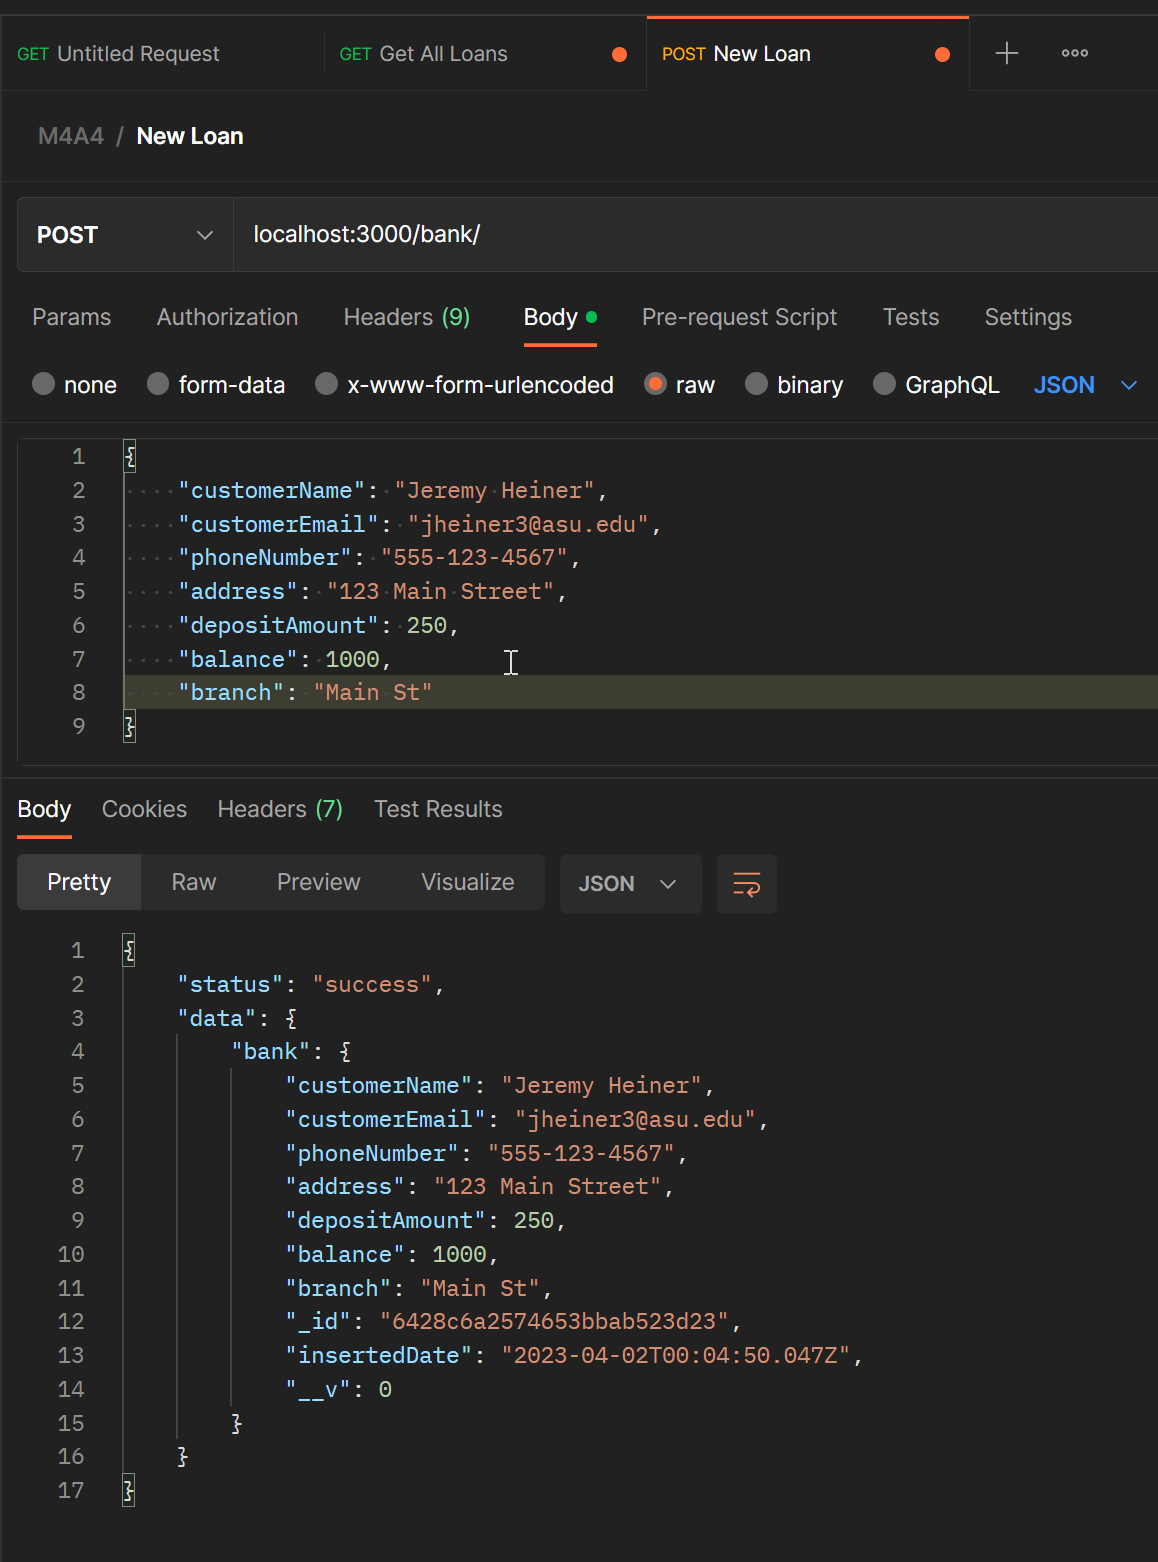 GET Untitled Request GET Get All Loans POST New Loan
M4A4 / New Loan
POST localhost:3000/bank/
Params Authorization Headers (9) Body Pre-request Script Tests Settings
none form-data x-www-form-urlencoded raw binary GraphQL JSON
1 {
2 "customerName": "Jeremy Heiner",
3 "customerEmail": "jheiner3@asu.edu",
4 "phoneNumber": "555-123-4567",
5 "address": "123 Main Street",
6 "depositAmount": 250,
7 "balance": 1000,
8 "branch": "Main St"
9 }
Body Cookies Headers (7) Test Results
Pretty Raw Preview Visualize JSON
1 {
2 "status": "success",
3 "data": {
4 "bank": {
5 "customerName": "Jeremy Heiner",
6 "customerEmail": "jheiner3@asu.edu",
7 "phoneNumber": "555-123-4567",
8 "address": "123 Main Street",
9 "depositAmount": 250,
10 "balance": 1000,
11 "branch": "Main St",
12 "_id": "6428c6a2574653bbab523d23",
13 "insertedDate": "2023-04-02T00:04:50.047Z",
14 "__v": 0
15 }
16 }
17 }